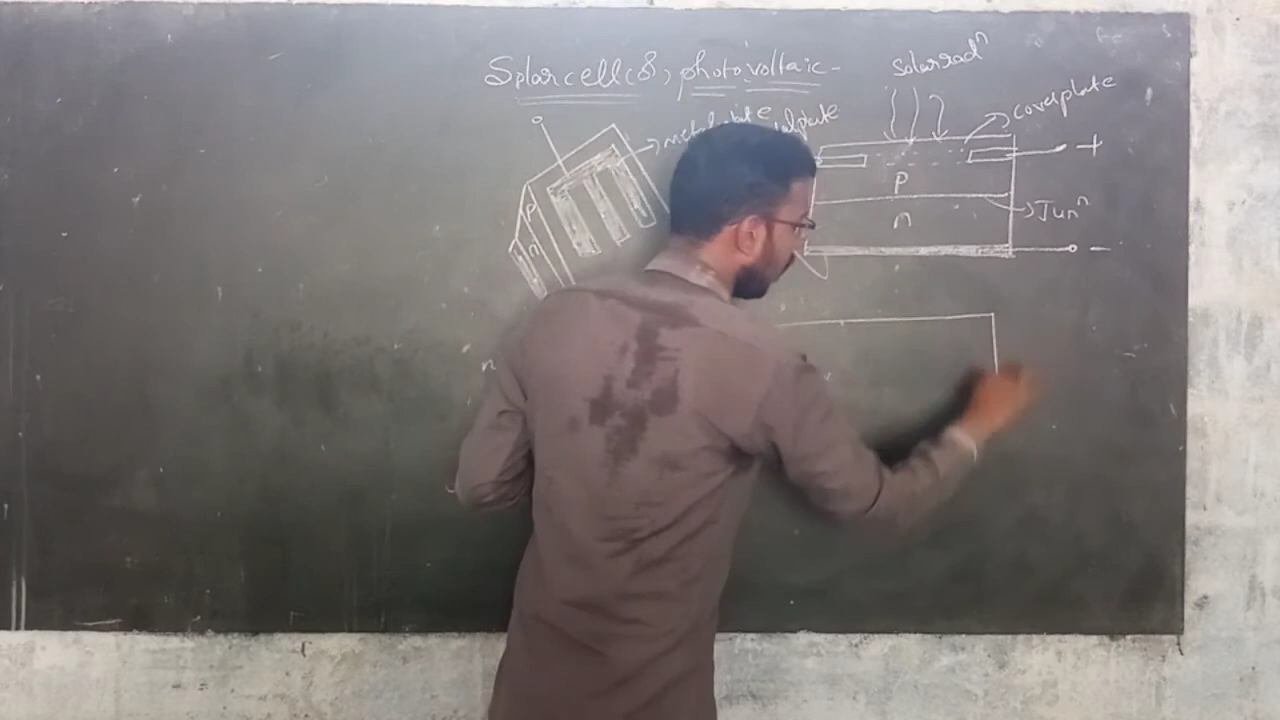 Solar cell (or) photovoltaic -
Solar radⁿ
coverplate
+
p
n
Junⁿ
-
p
n
n